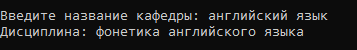 Введите название кафедры: английский язык
Дисциплина: фонетика английского языка